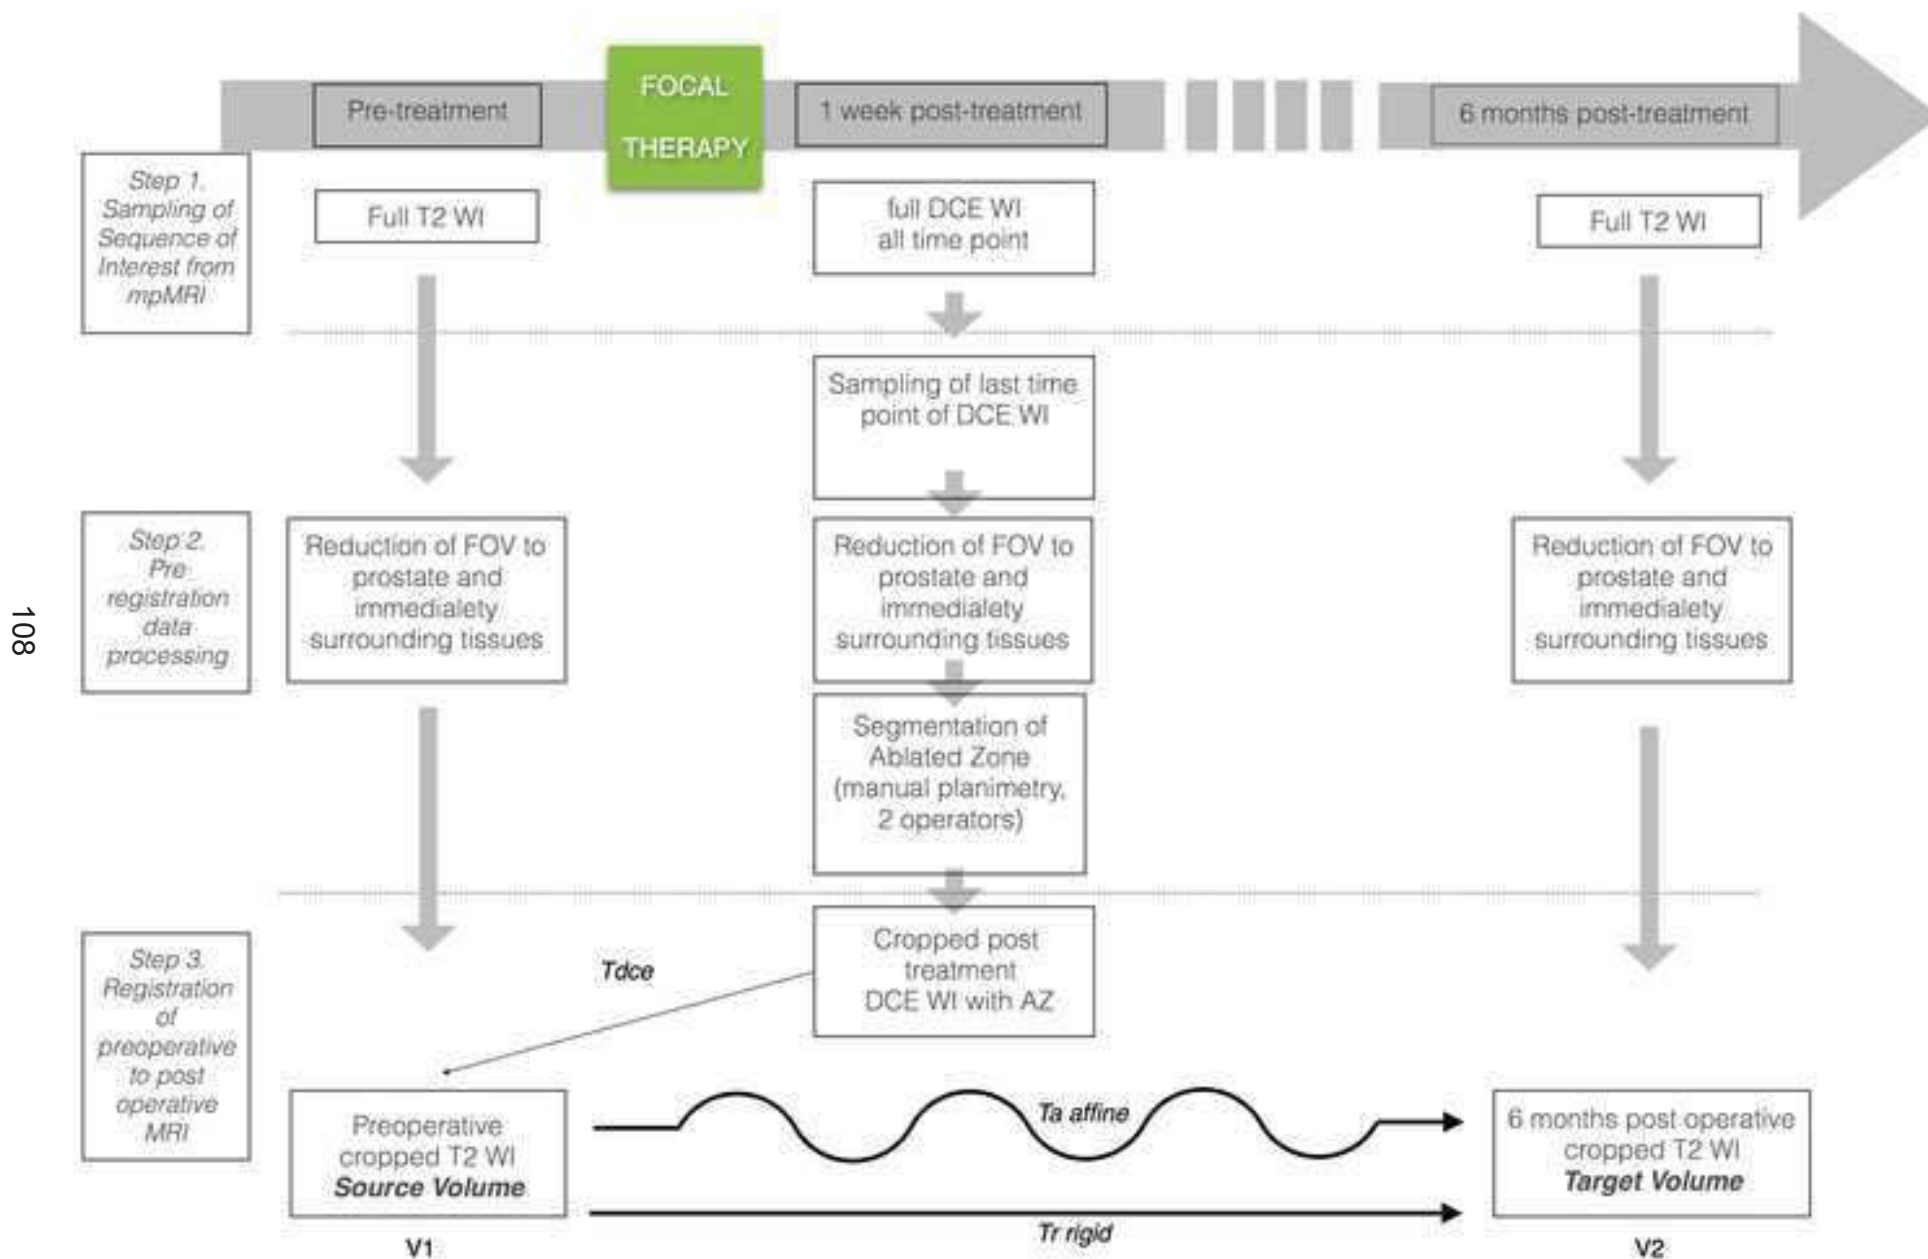 Pre-treatment
FOCAL
THERAPY
1 week post-treatment
6 months post-treatment
Step 1.
Sampling of
Sequence of
Interest from
mpMRI
Full T2 WI
full DCE WI
all time point
Full T2 WI
Sampling of last time
point of DCE WI
108
Step 2.
Pre
registration
data
processing
Reduction of FOV to
prostate and
immedialety
surrounding tissues
Reduction of FOV to
prostate and
immedialety
surrounding tissues
Reduction of FOV to
prostate and
immedialety
surrounding tissues
Segmentation of
Ablated Zone
(manual planimetry,
2 operators)
Step 3.
Registration
of
preoperative
to post
operative
MRI
Tdce
Cropped post
treatment
DCE WI with AZ
Preoperative
cropped T2 WI
Source Volume
V1
Ta affine
Tr rigid
6 months post operative
cropped T2 WI
Target Volume
V2